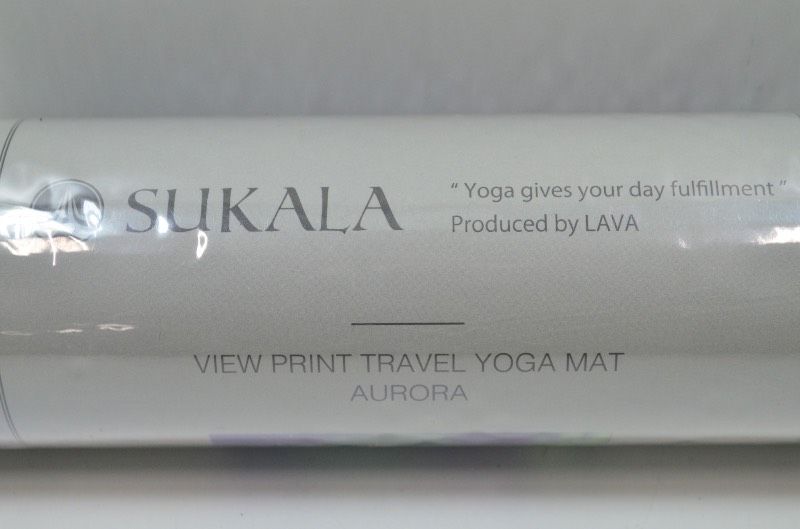 SUKALA
“ Yoga gives your day fulfillment ”
Produced by LAVA
VIEW PRINT TRAVEL YOGA MAT
AURORA